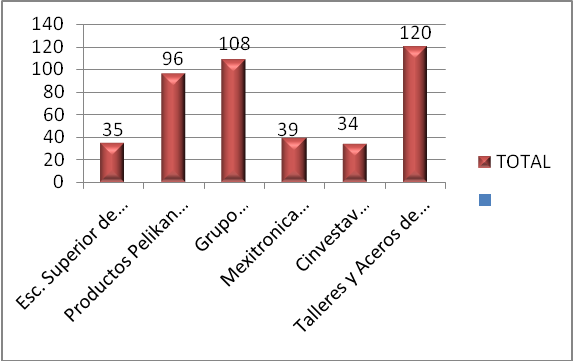 140
120
100
80
60
40
20
0
35
96
108
39
34
120
Esc. Superior de...
Productos Pelikan...
Grupo...
Mexitronica...
Cinvestav...
Talleres y Aceros de...
TOTAL